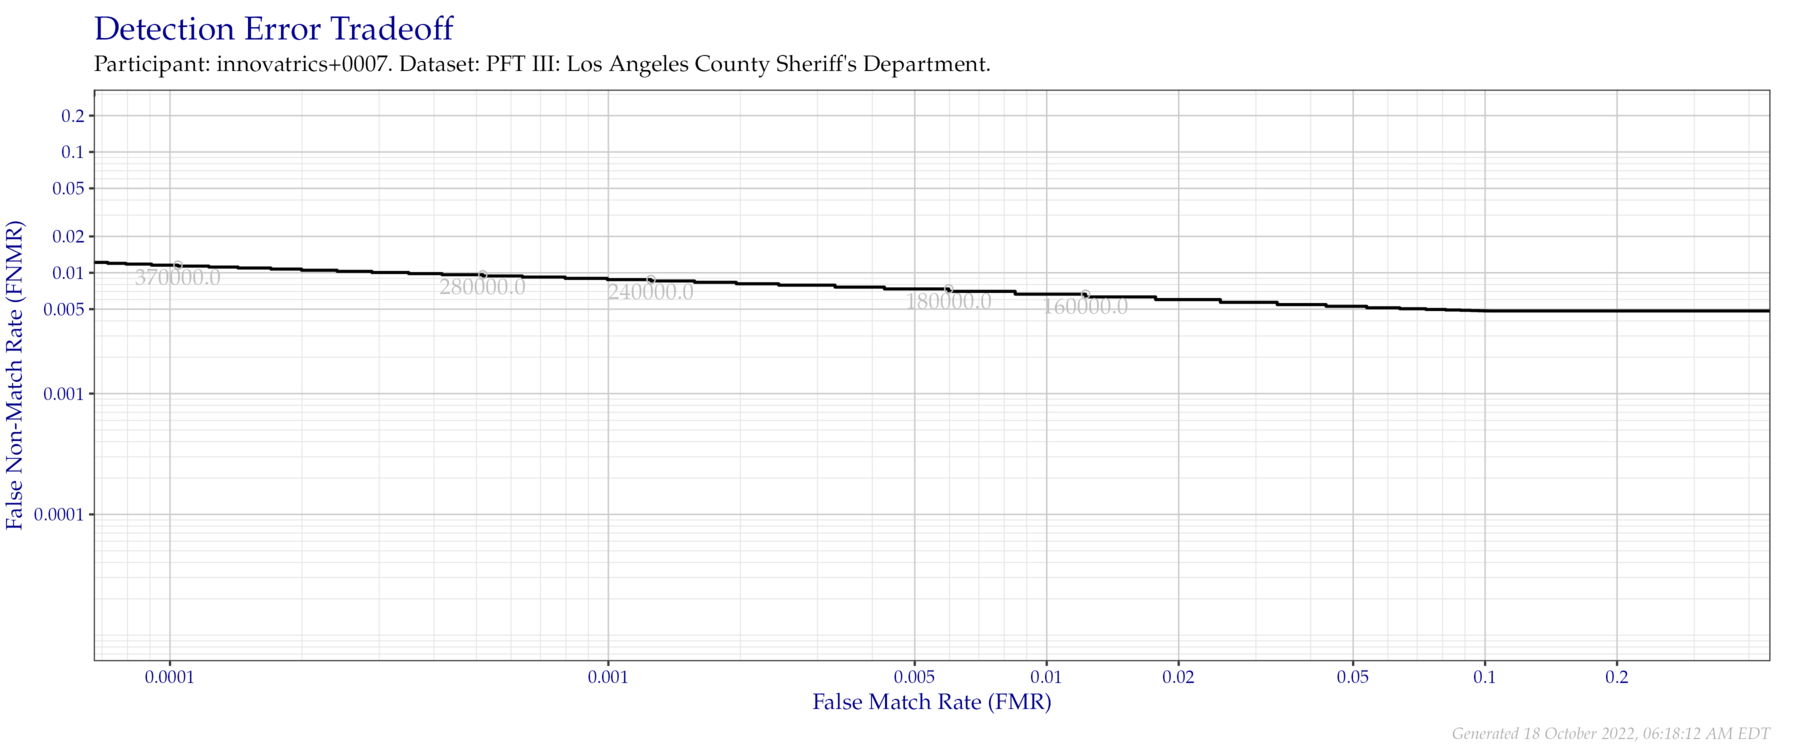 Detection Error Tradeoff
Participant: innovatrics+0007. Dataset: PFT III: Los Angeles County Sheriff's Department.
False Non-Match Rate (FNMR)
0.2
0.1
0.05
0.02
0.01
0.005
0.001
0.0001
370000.0
280000.0
240000.0
180000.0
160000.0
0.0001 0.001 0.005 0.01 0.02 0.05 0.1 0.2
False Match Rate (FMR)
Generated 18 October 2022, 06:18:12 AM EDT